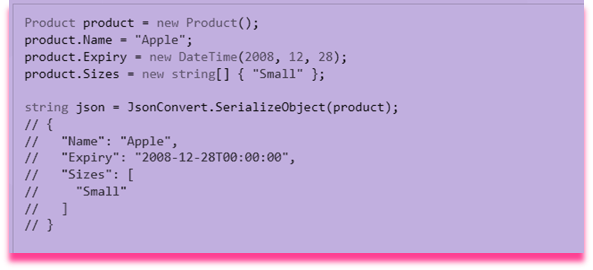 Product product = new Product();
product.Name = "Apple";
product.Expiry = new DateTime(2008, 12, 28);
product.Sizes = new string[] { "Small" };

string json = JsonConvert.SerializeObject(product);
// {
//   "Name": "Apple",
//   "Expiry": "2008-12-28T00:00:00",
//   "Sizes": [
//     "Small"
//   ]
// }